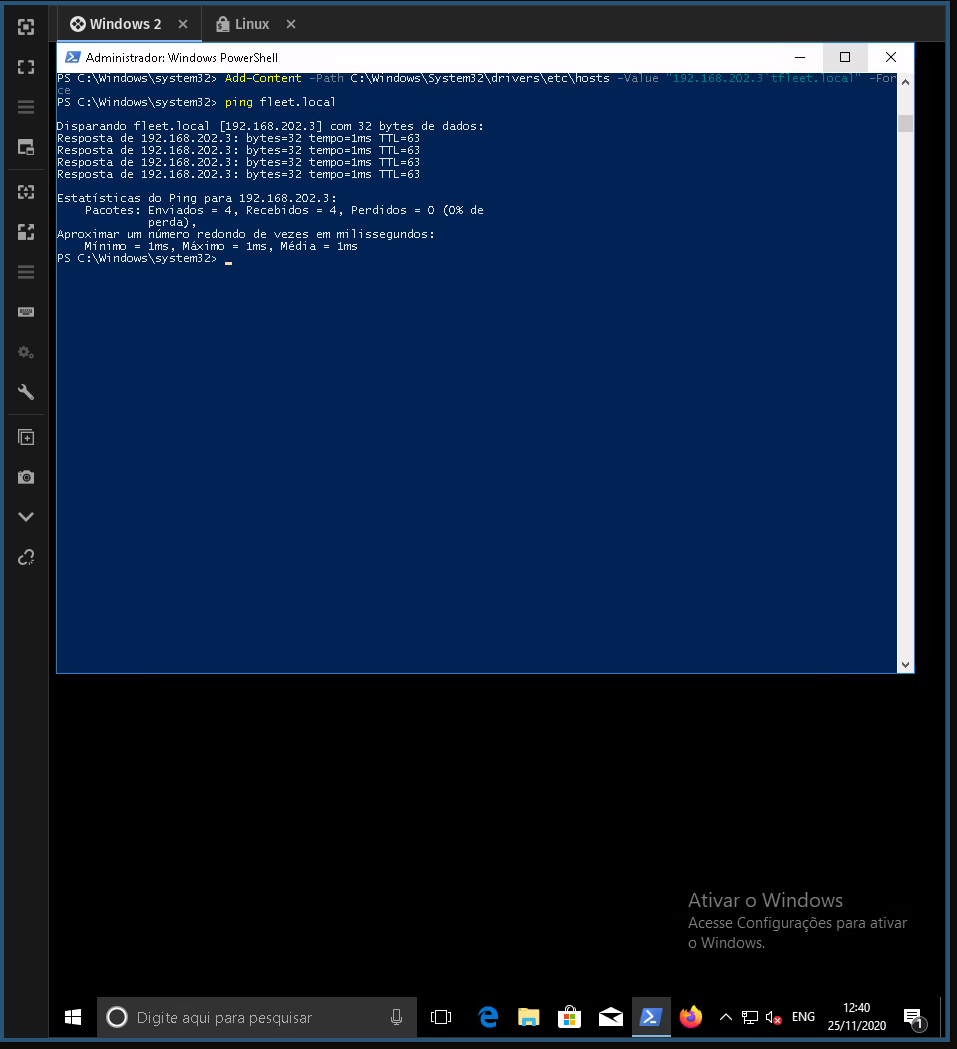 Windows 2
Linux
Administrador: Windows PowerShell
PS C:\Windows\system32> Add-Content -Path C:\Windows\System32\drivers\etc\hosts -Value "192.168.202.3`tfleet.local" -For
ce
PS C:\Windows\system32> ping fleet.local
Disparando fleet.local [192.168.202.3] com 32 bytes de dados:
Resposta de 192.168.202.3: bytes=32 tempo=1ms TTL=63
Resposta de 192.168.202.3: bytes=32 tempo=1ms TTL=63
Resposta de 192.168.202.3: bytes=32 tempo=1ms TTL=63
Resposta de 192.168.202.3: bytes=32 tempo=1ms TTL=63
Estatísticas do Ping para 192.168.202.3:
Pacotes: Enviados = 4, Recebidos = 4, Perdidos = 0 (0% de
perda),
Aproximar um número redondo de vezes em milissegundos:
Mínimo = 1ms, Máximo = 1ms, Média = 1ms
PS C:\Windows\system32> _
Ativar o Windows
Acesse Configurações para ativar
o Windows.
Digite aqui para pesquisar
ENG
12:40
25/11/2020
1